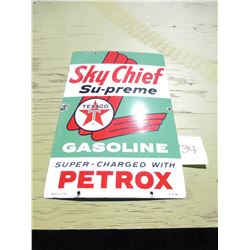 Sky Chief
Su-preme
TEXACO
T
GASOLINE
SUPER-CHARGED WITH
PETROX
34